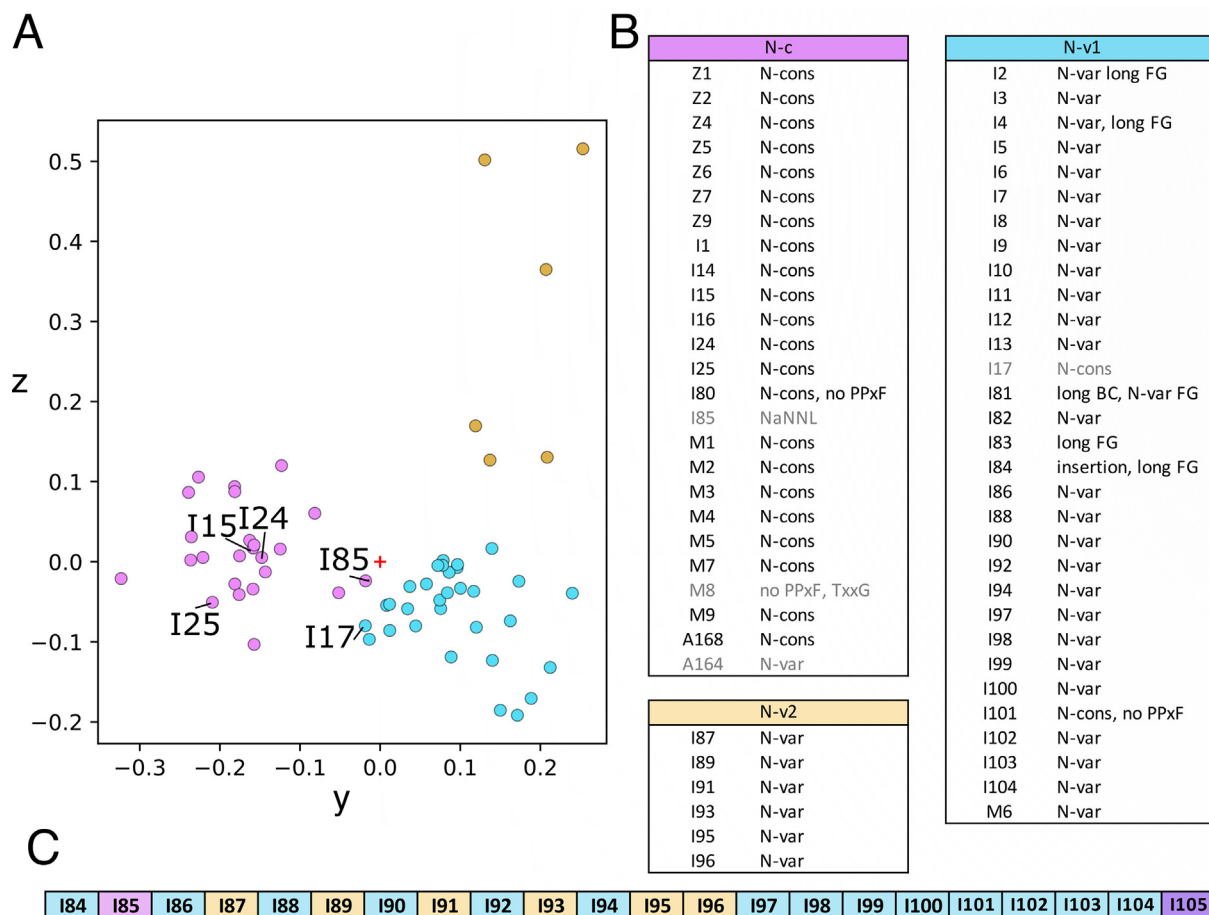 A
0.5
0.4
0.3
0.2
0.1
0.0
−0.1
−0.2
z
I15
I24
I85
I25
I17
−0.3
−0.2
−0.1
0.0
0.1
0.2
y
B
N-c
Z1 N-cons
Z2 N-cons
Z4 N-cons
Z5 N-cons
Z6 N-cons
Z7 N-cons
Z9 N-cons
I1 N-cons
I14 N-cons
I15 N-cons
I16 N-cons
I24 N-cons
I25 N-cons
I80 N-cons, no PPxF
I85 NaNNL
M1 N-cons
M2 N-cons
M3 N-cons
M4 N-cons
M5 N-cons
M7 N-cons
M8 no PPxF, TxxG
M9 N-cons
A168 N-cons
A164 N-var
N-v2
I87 N-var
I89 N-var
I91 N-var
I93 N-var
I95 N-var
I96 N-var
N-v1
I2 N-var long FG
I3 N-var
I4 N-var, long FG
I5 N-var
I6 N-var
I7 N-var
I8 N-var
I9 N-var
I10 N-var
I11 N-var
I12 N-var
I13 N-var
I17 N-cons
I81 long BC, N-var FG
I82 N-var
I83 long FG
I84 insertion, long FG
I86 N-var
I88 N-var
I90 N-var
I92 N-var
I94 N-var
I97 N-var
I98 N-var
I99 N-var
I100 N-var
I101 N-cons, no PPxF
I102 N-var
I103 N-var
I104 N-var
M6 N-var
C
I84 I85 I86 I87 I88 I89 I90 I91 I92 I93 I94 I95 I96 I97 I98 I99 I100 I101 I102 I103 I104 I105